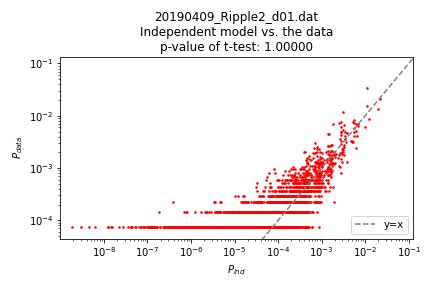 20190409_Ripple2_d01.dat
Independent model vs. the data
p-value of t-test: 1.00000
10⁻¹
10⁻²
10⁻³
10⁻⁴
P_data
10⁻⁸ 10⁻⁷ 10⁻⁶ 10⁻⁵ 10⁻⁴ 10⁻³ 10⁻² 10⁻¹
P_ind
y=x